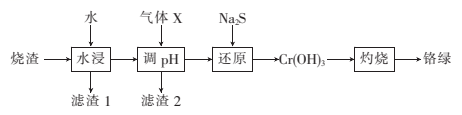 水 气体 X Na₂S
烧渣 水浸 调 pH 还原 Cr(OH)₃ 灼烧 铬绿
滤渣 1 滤渣 2